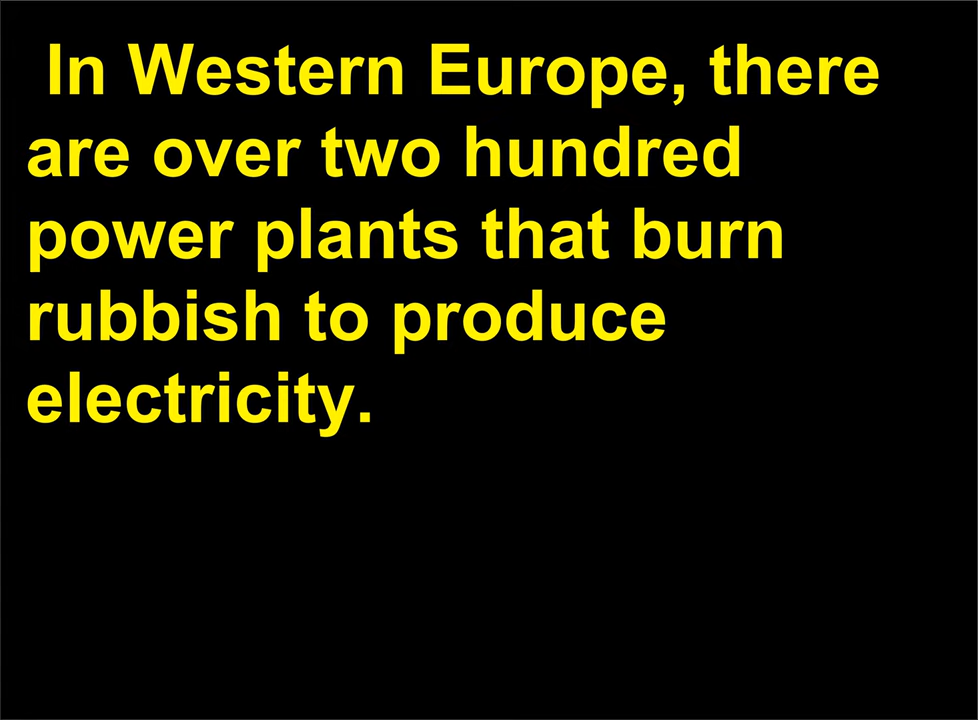 In Western Europe, there
are over two hundred
power plants that burn
rubbish to produce
electricity.